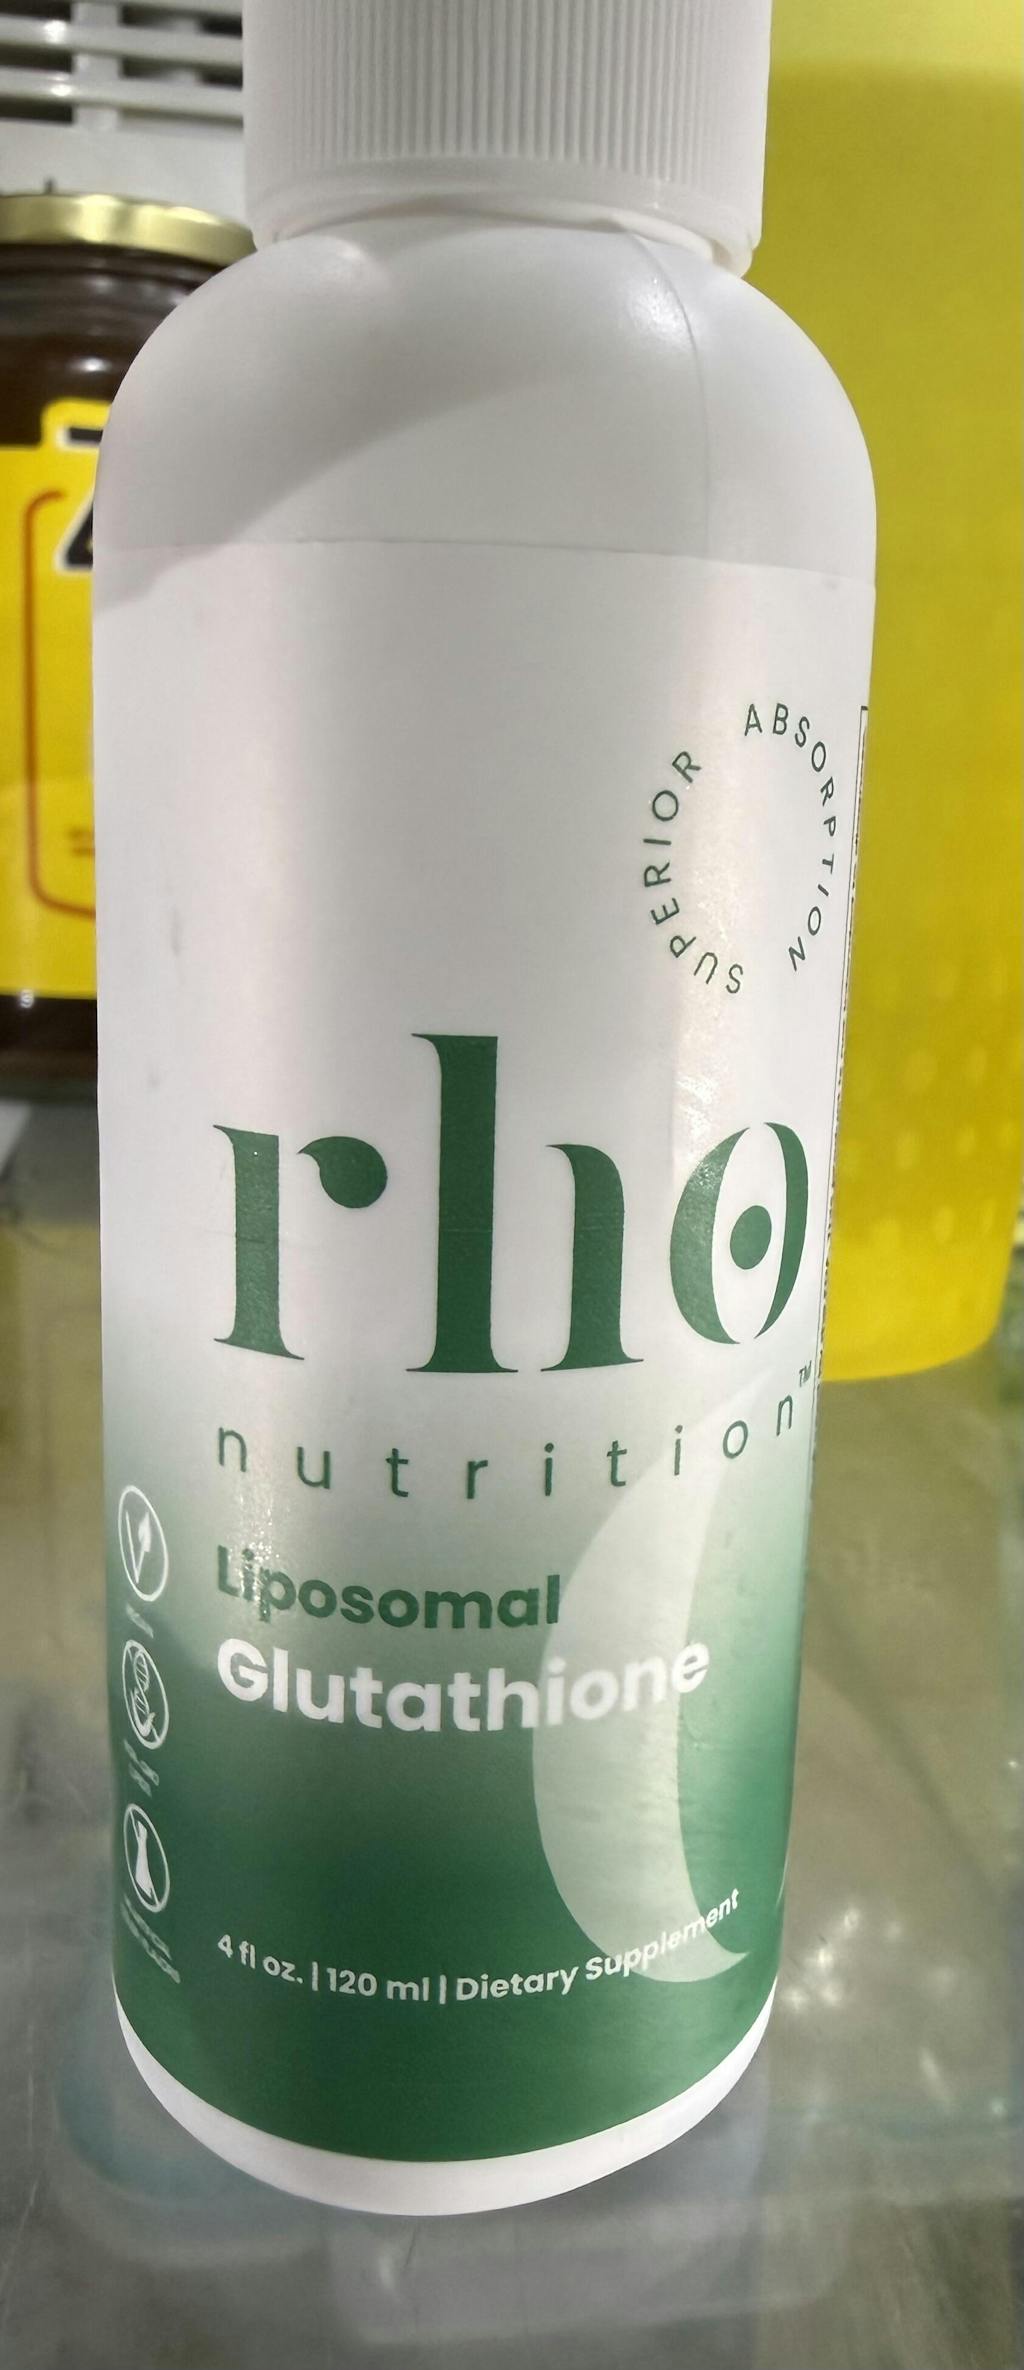 SUPERIOR ABSORPTION
rho
nutrition™
Liposomal
Glutathione
4 fl oz. | 120 ml | Dietary Supplement